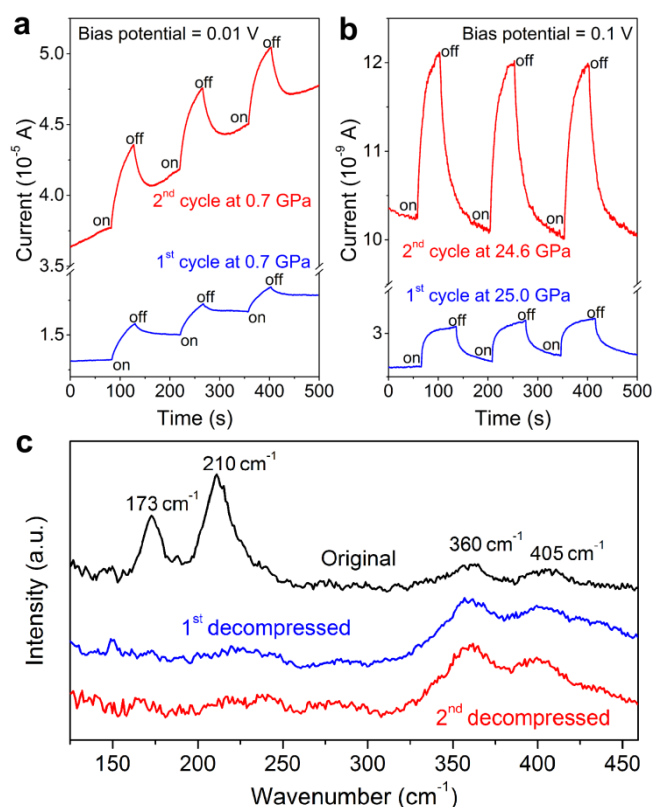 a
Bias potential = 0.01 V
5.0
4.5
4.0
3.5
1.5
Current (10⁻⁵ A)
off
off
off
on
on
on
2ⁿᵈ cycle at 0.7 GPa
1ˢᵗ cycle at 0.7 GPa
off
off
off
on
on
on
0 100 200 300 400 500
Time (s)
b
Bias potential = 0.1 V
12
11
10
3
Current (10⁻⁹ A)
off
off
off
on
on
on
2ⁿᵈ cycle at 24.6 GPa
1ˢᵗ cycle at 25.0 GPa
off
off
off
on
on
on
0 100 200 300 400 500
Time (s)
c
210 cm⁻¹
173 cm⁻¹
Original
360 cm⁻¹
405 cm⁻¹
1ˢᵗ decompressed
2ⁿᵈ decompressed
Intensity (a.u.)
150 200 250 300 350 400 450
Wavenumber (cm⁻¹)